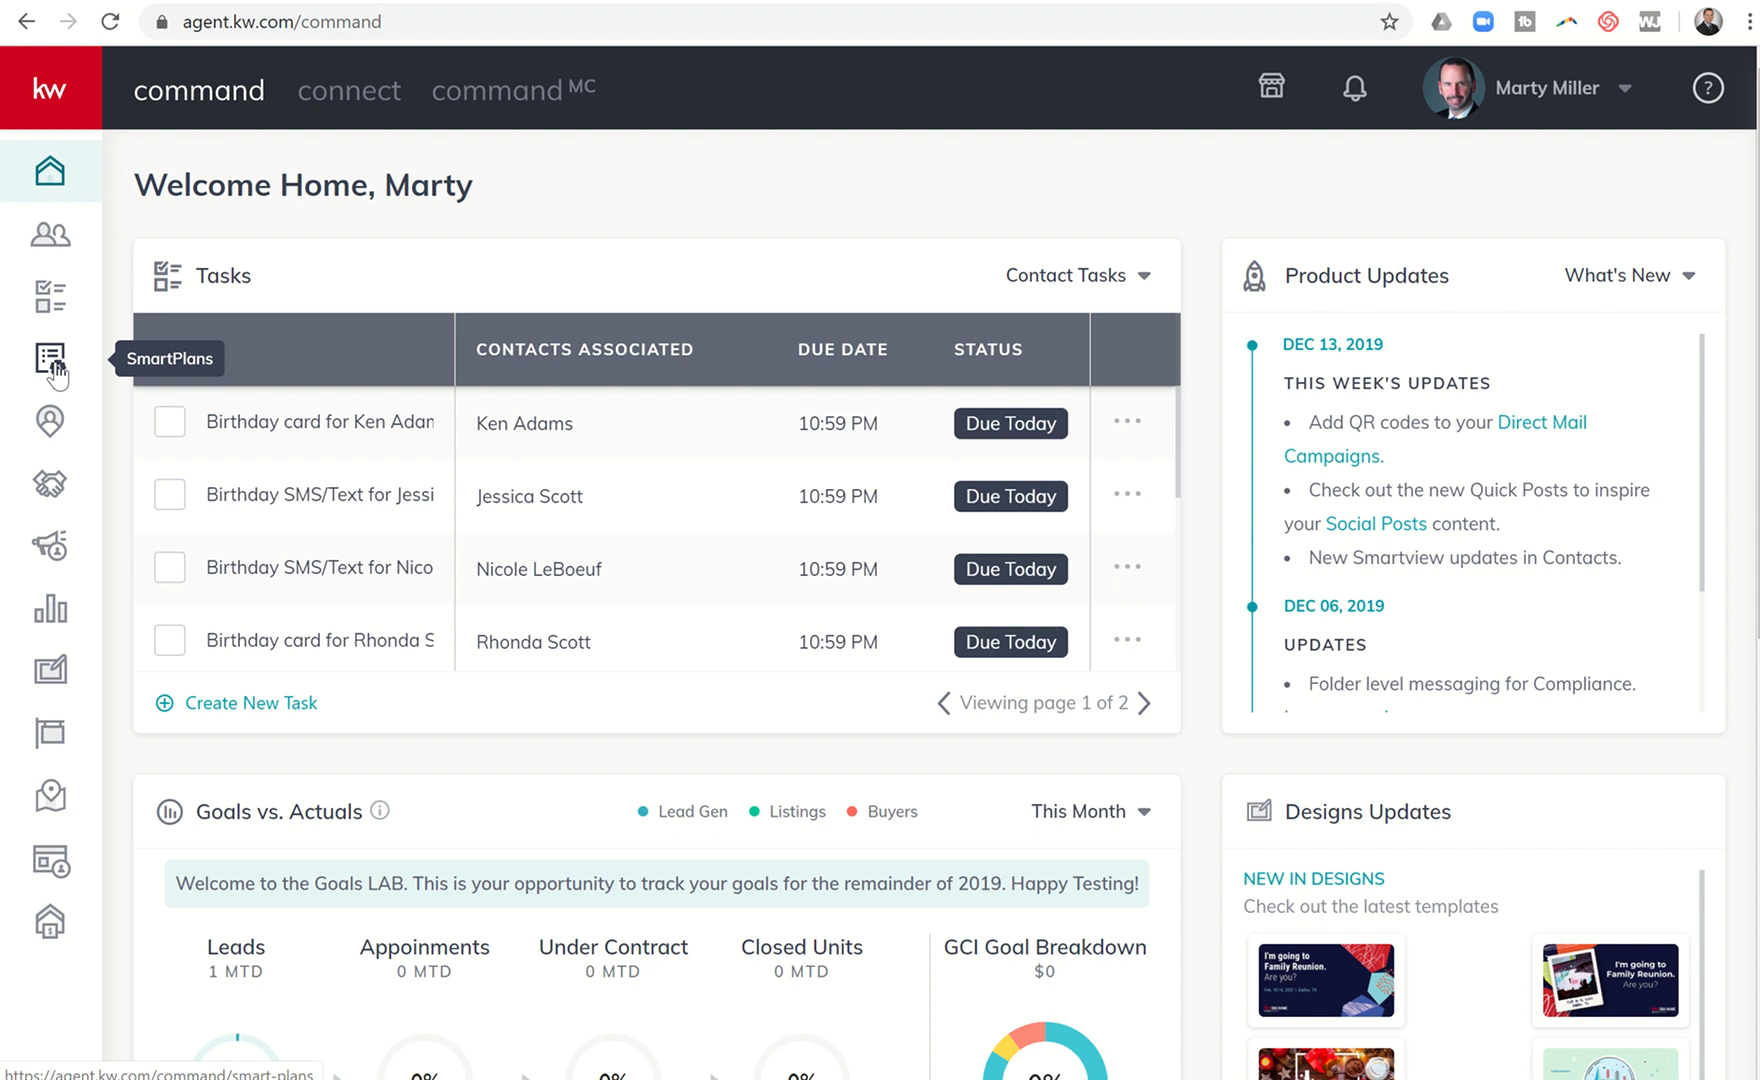 agent.kw.com/command
kw
command connect command MC
Marty Miller
?
Welcome Home, Marty
Tasks
Contact Tasks
CONTACTS ASSOCIATED DUE DATE STATUS
SmartPlans
Birthday card for Ken Adan Ken Adams 10:59 PM Due Today
Birthday SMS/Text for Jessi Jessica Scott 10:59 PM Due Today
Birthday SMS/Text for Nico Nicole LeBoeuf 10:59 PM Due Today
Birthday card for Rhonda S Rhonda Scott 10:59 PM Due Today
Create New Task
Viewing page 1 of 2
Product Updates
What's New
DEC 13, 2019
THIS WEEK'S UPDATES
• Add QR codes to your Direct Mail
Campaigns.
• Check out the new Quick Posts to inspire
your Social Posts content.
• New Smartview updates in Contacts.
DEC 06, 2019
UPDATES
• Folder level messaging for Compliance.
Goals vs. Actuals
Lead Gen Listings Buyers
This Month
Welcome to the Goals LAB. This is your opportunity to track your goals for the remainder of 2019. Happy Testing!
Leads Appoinments Under Contract Closed Units GCI Goal Breakdown
1 MTD 0 MTD 0 MTD 0 MTD $0
0% 0% 0% 0%
Designs Updates
NEW IN DESIGNS
Check out the latest templates
I'm going to
Family Reunion.
Are you?
I'm going to
Family Reunion.
Are you?
https://agent.kw.com/command/smart-plans